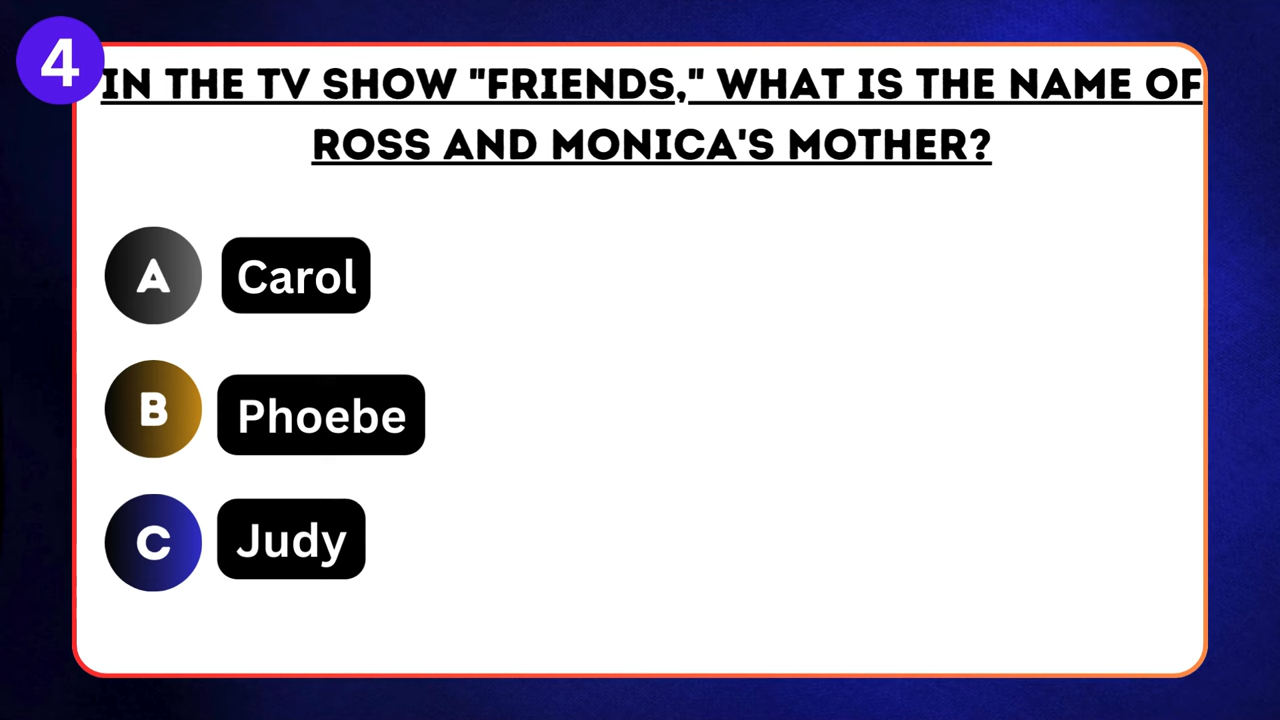 4
IN THE TV SHOW "FRIENDS," WHAT IS THE NAME OF
ROSS AND MONICA'S MOTHER?
A Carol
B Phoebe
C Judy